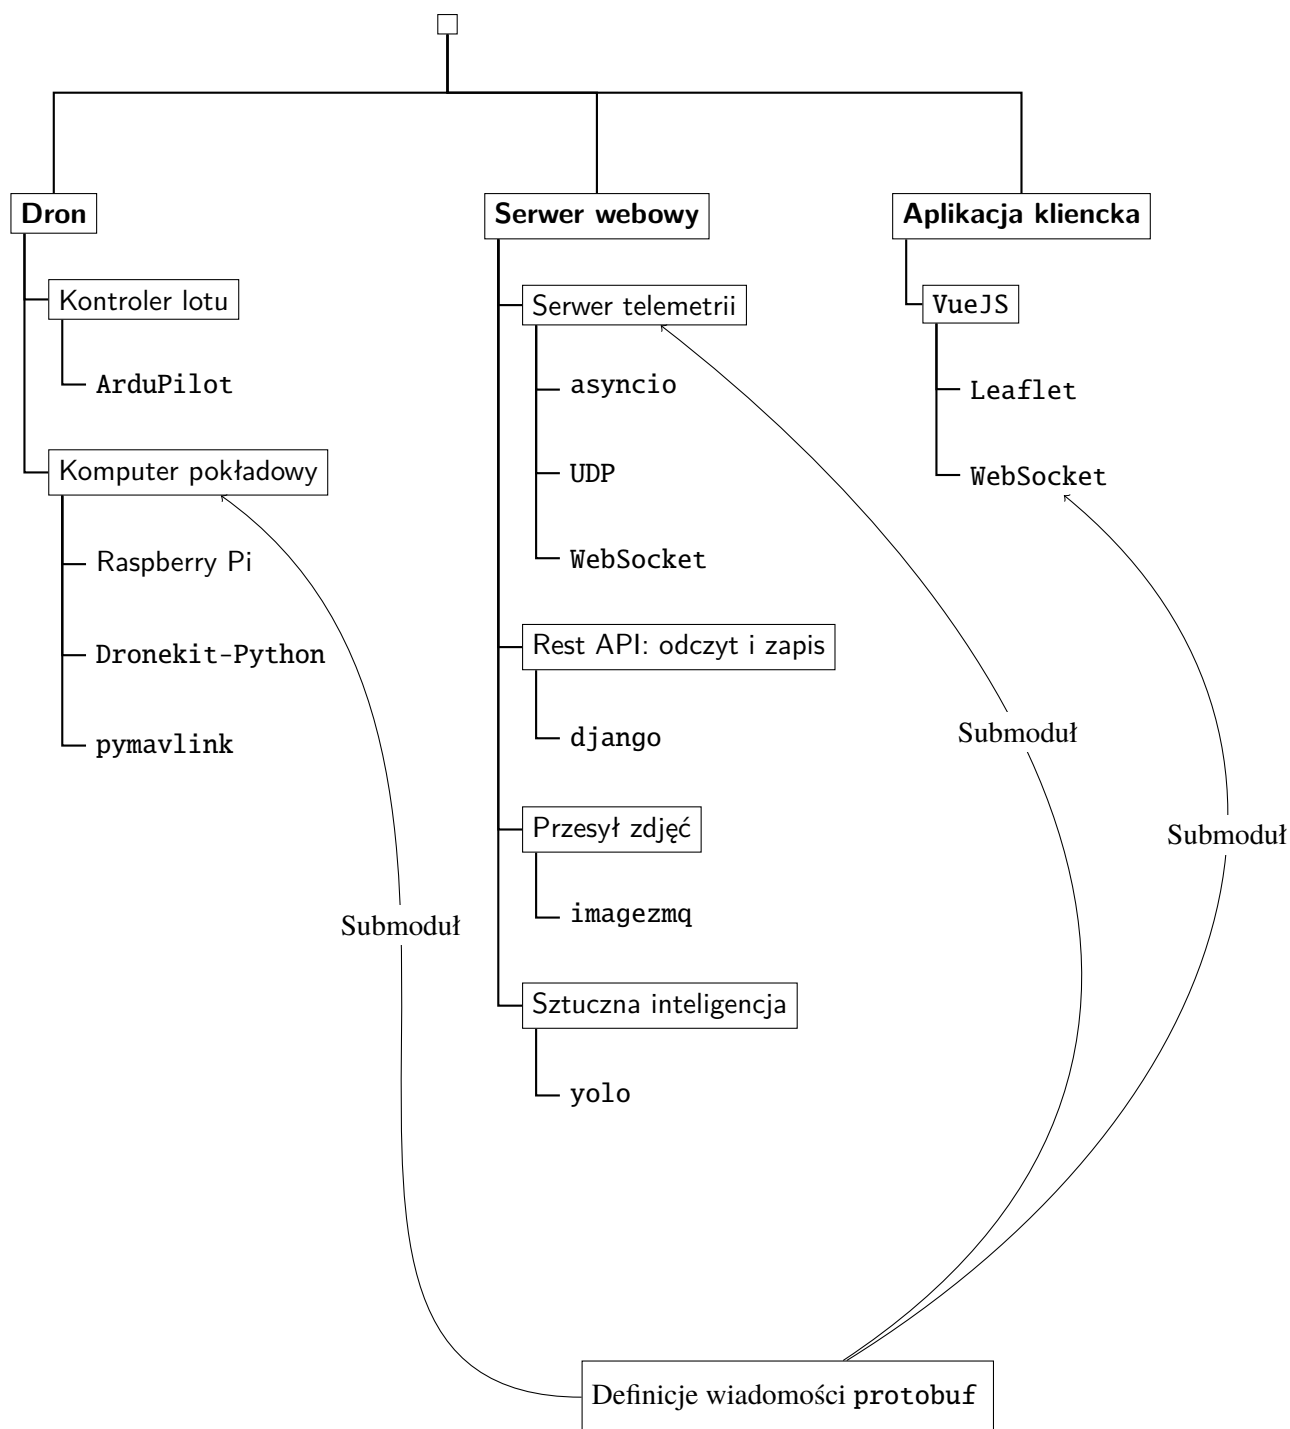 Dron
Kontroler lotu
ArduPilot
Komputer pokładowy
Raspberry Pi
Dronekit-Python
pymavlink
Serwer webowy
Serwer telemetrii
asyncio
UDP
WebSocket
Rest API: odczyt i zapis
django
Przesył zdjęć
imagezmq
Sztuczna inteligencja
yolo
Aplikacja kliencka
VueJS
Leaflet
WebSocket
Submoduł
Submoduł
Submoduł
Definicje wiadomości protobuf